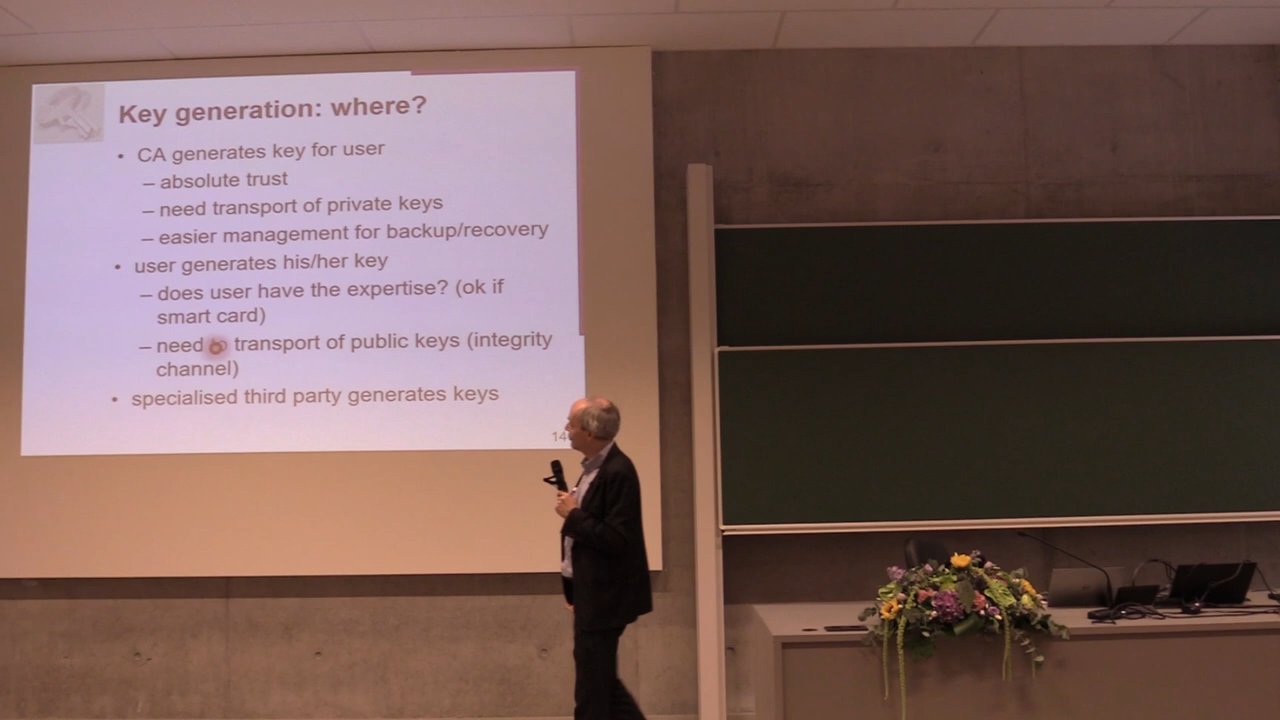 Key generation: where?
• CA generates key for user
– absolute trust
– need transport of private keys
– easier management for backup/recovery
• user generates his/her key
– does user have the expertise? (ok if
smart card)
– need to transport of public keys (integrity
channel)
• specialised third party generates keys